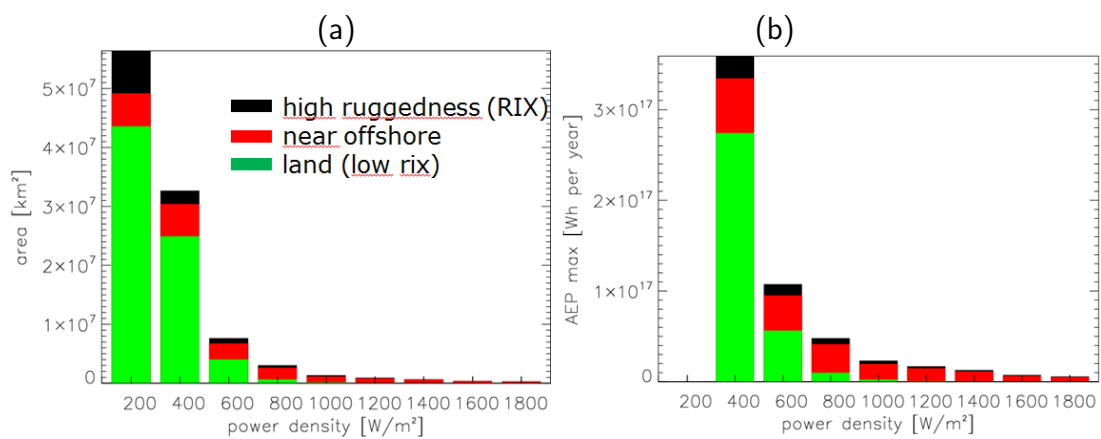 (a)
(b)
area [km²]
5×10⁷
4×10⁷
3×10⁷
2×10⁷
1×10⁷
0
high ruggedness (RIX)
near offshore
land (low rix)
200 400 600 800 1000 1200 1400 1600 1800
power density [W/m²]
AEP max [Wh per year]
3×10¹⁷
2×10¹⁷
1×10¹⁷
0
200 400 600 800 1000 1200 1400 1600 1800
power density [W/m²]